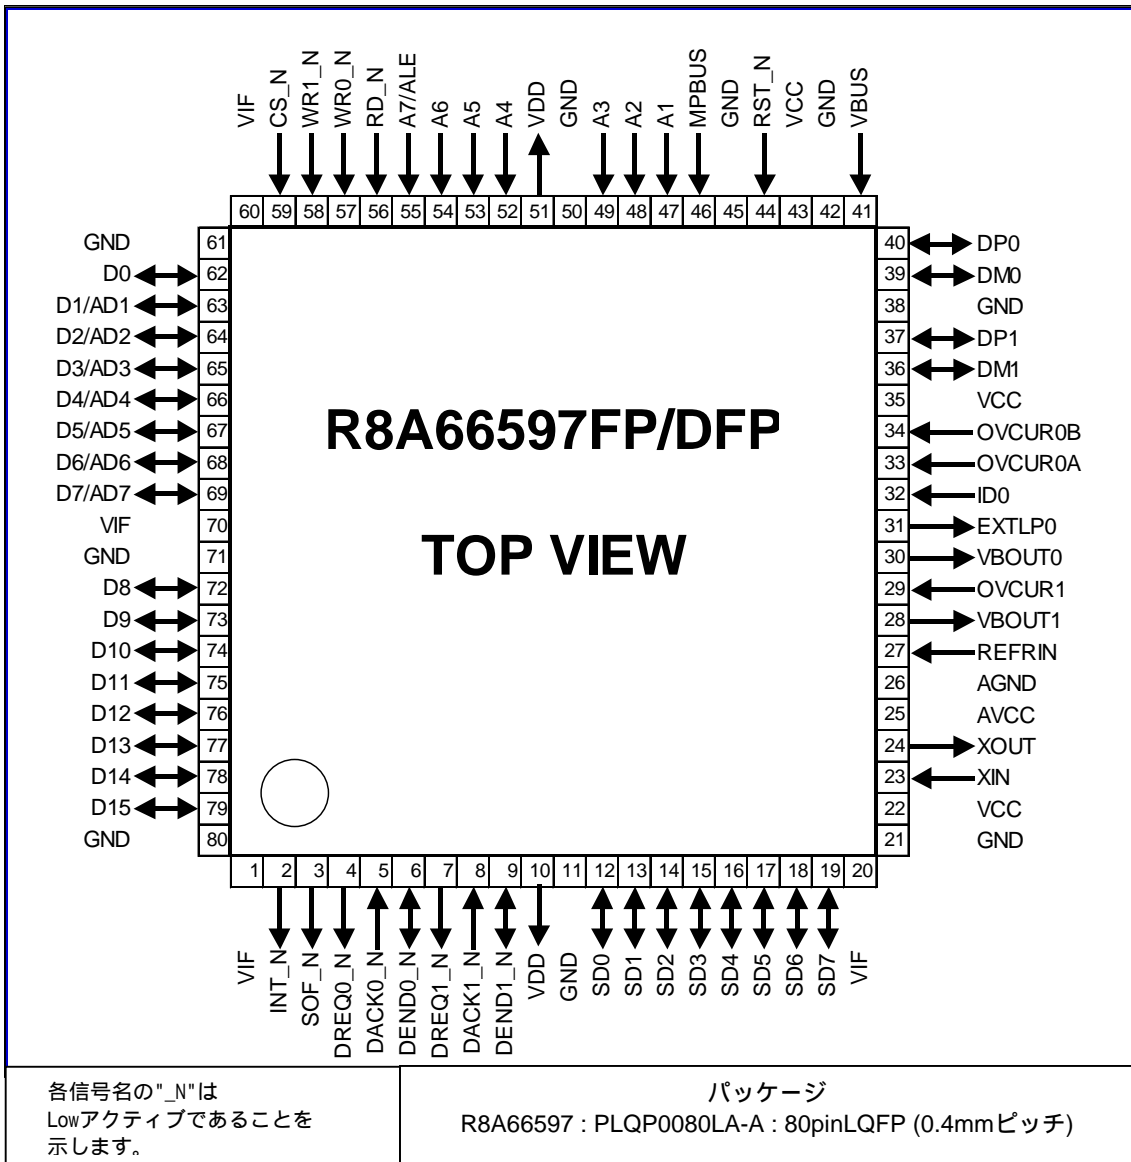 VIF
CS_N
WR1_N
WR0_N
RD_N
A7/ALE
A6
A5
A4
VDD
GND
A3
A2
A1
MPBUS
GND
RST_N
VCC
GND
VBUS
60 59 58 57 56 55 54 53 52 51 50 49 48 47 46 45 44 43 42 41
GND 61
D0 62
D1/AD1 63
D2/AD2 64
D3/AD3 65
D4/AD4 66
D5/AD5 67
D6/AD6 68
D7/AD7 69
VIF 70
GND 71
D8 72
D9 73
D10 74
D11 75
D12 76
D13 77
D14 78
D15 79
GND 80
R8A66597FP/DFP
TOP VIEW
40 DP0
39 DM0
38 GND
37 DP1
36 DM1
35 VCC
34 OVCUR0B
33 OVCUR0A
32 ID0
31 EXTLP0
30 VBOUT0
29 OVCUR1
28 VBOUT1
27 REFRIN
26 AGND
25 AVCC
24 XOUT
23 XIN
22 VCC
21 GND
1 2 3 4 5 6 7 8 9 10 11 12 13 14 15 16 17 18 19 20
VIF
INT_N
SOF_N
DREQ0_N
DACK0_N
DEND0_N
DREQ1_N
DACK1_N
DEND1_N
VDD
GND
SD0
SD1
SD2
SD3
SD4
SD5
SD6
SD7
VIF
各信号名の"_N"は
Lowアクティブであることを
示します。
パッケージ
R8A66597 : PLQP0080LA-A : 80pinLQFP (0.4mmピッチ)